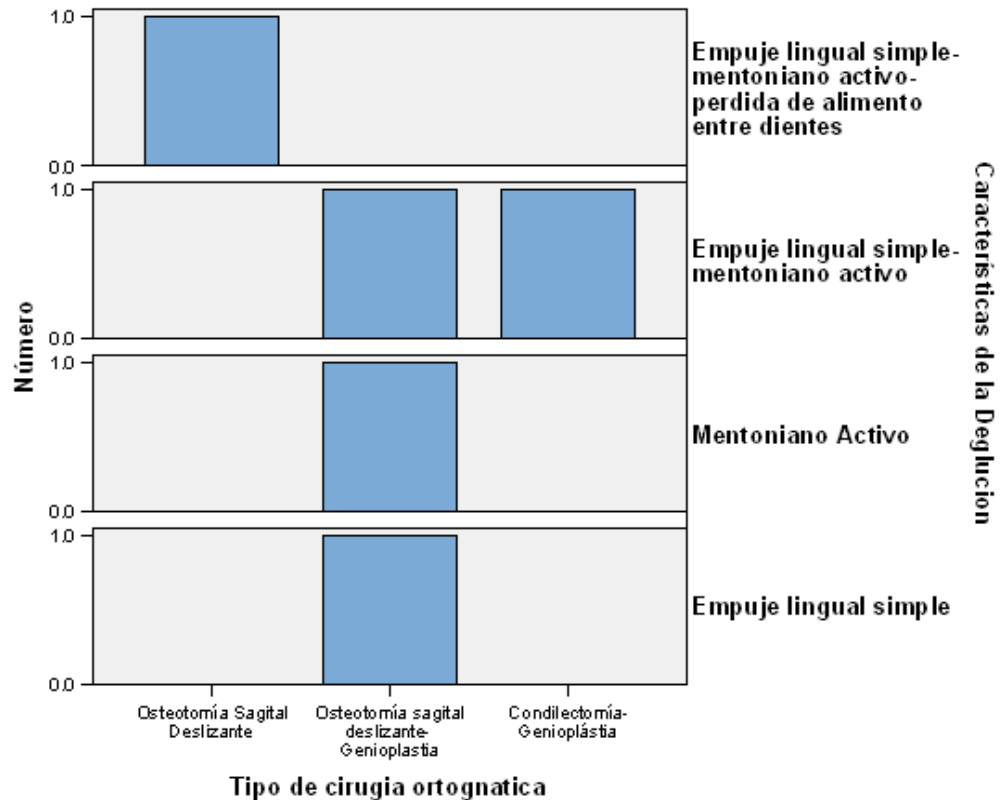 1.0
0.0
Empuje lingual simple-
mentoniano activo-
perdida de alimento
entre dientes
1.0
0.0
Empuje lingual simple-
mentoniano activo
1.0
0.0
Mentoniano Activo
1.0
0.0
Empuje lingual simple
Número
Características de la Deglucion
Osteotomía Sagital
Deslizante
Osteotomía sagital
deslizante-
Genioplastia
Condilectomía-
Genioplástia
Tipo de cirugia ortognatica